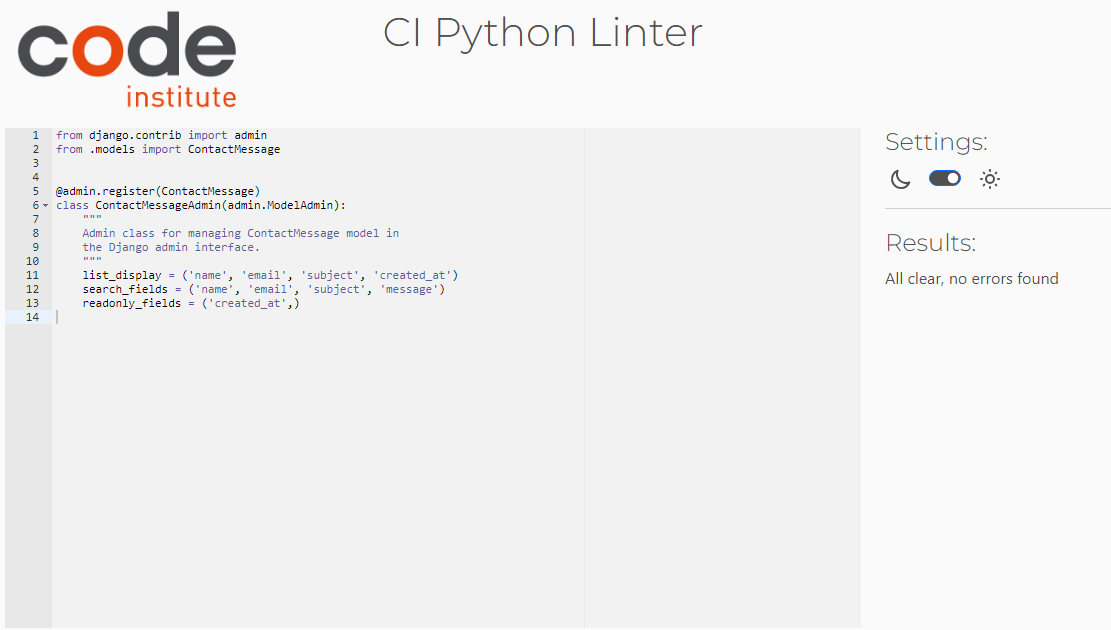 code
institute
CI Python Linter
1 from django.contrib import admin
2 from .models import ContactMessage
3
4
5 @admin.register(ContactMessage)
6 class ContactMessageAdmin(admin.ModelAdmin):
7     """
8     Admin class for managing ContactMessage model in
9     the Django admin interface.
10     """
11     list_display = ('name', 'email', 'subject', 'created_at')
12     search_fields = ('name', 'email', 'subject', 'message')
13     readonly_fields = ('created_at',)
14
Settings:
Results:
All clear, no errors found